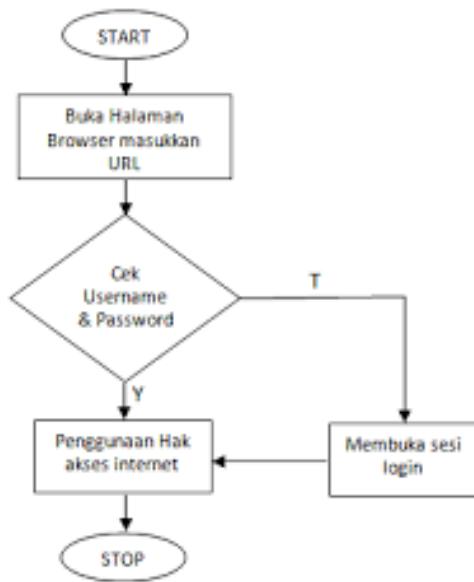 START
Buka Halaman
Browser masukkan
URL
Cek
Username
& Password
T
Y
Penggunaan Hak
akses internet
Membuka sesi
login
STOP